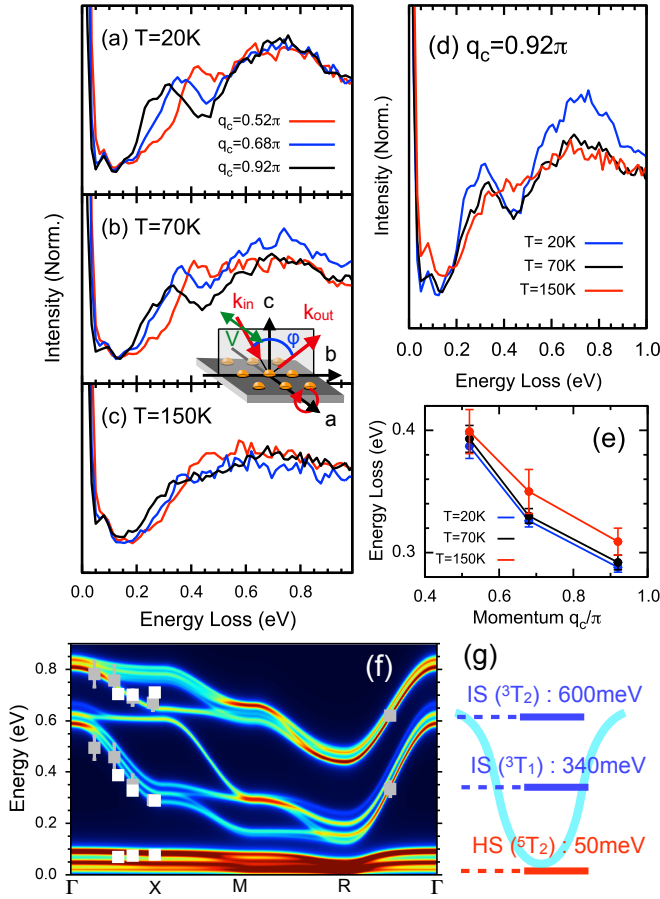 (a) T=20K
q_c=0.52π
q_c=0.68π
q_c=0.92π
(b) T=70K
k_in
c
k_out
V
φ
b
a
(c) T=150K
Intensity (Norm.)
0.0 0.2 0.4 0.6 0.8
Energy Loss (eV)
(d) q_c=0.92π
T= 20K
T= 70K
T=150K
Intensity (Norm.)
0.0 0.2 0.4 0.6 0.8 1.0
Energy Loss (eV)
(e)
0.4
0.3
Energy Loss (eV)
T=20K
T=70K
T=150K
0.4 0.6 0.8 1.0
Momentum q_c/π
(f)
0.8
0.6
0.4
0.2
0.0
Energy (eV)
Γ X M R Γ
(g)
IS (³T₂) : 600meV
IS (³T₁) : 340meV
HS (⁵T₂) : 50meV